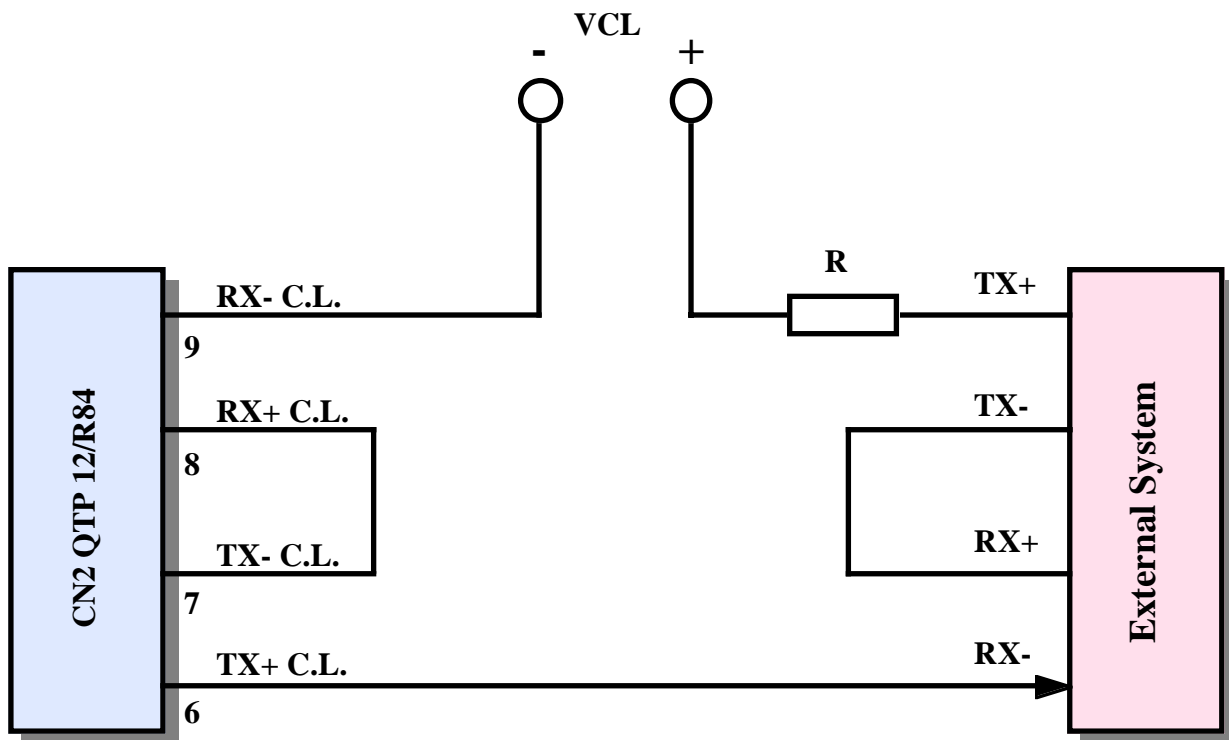 VCL
- +
R
CN2 QTP 12/R84
RX- C.L.
9
RX+ C.L.
8
TX- C.L.
7
TX+ C.L.
6
TX+
TX-
RX+
RX-
External System